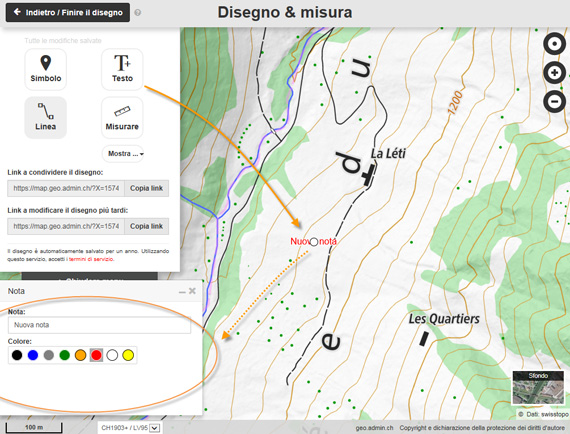 Indietro / Finire il disegno
Disegno & misura
Tutte le modifiche salvate
Simbolo
Testo
Linea
Misurare
Mostra ...
Link a condividere il disegno:
https://map.geo.admin.ch/?X=1574
Copia link
Link a modificare il disegno più tardi:
https://map.geo.admin.ch/?X=1574
Copia link
Il disegno è automaticamente salvato per un anno. Utilizzando
questo servizio, accetti i termini di servizio.
Nota
Nota:
Nuova nota
Colore:
1200
u
d
e
La Léti
nota
Les Quartiers
Sfondo
© Dati: swisstopo
100 m
CH1903+ / LV95
geo.admin.ch
Copyright e dichiarazione della protezione dei diritti d'autore